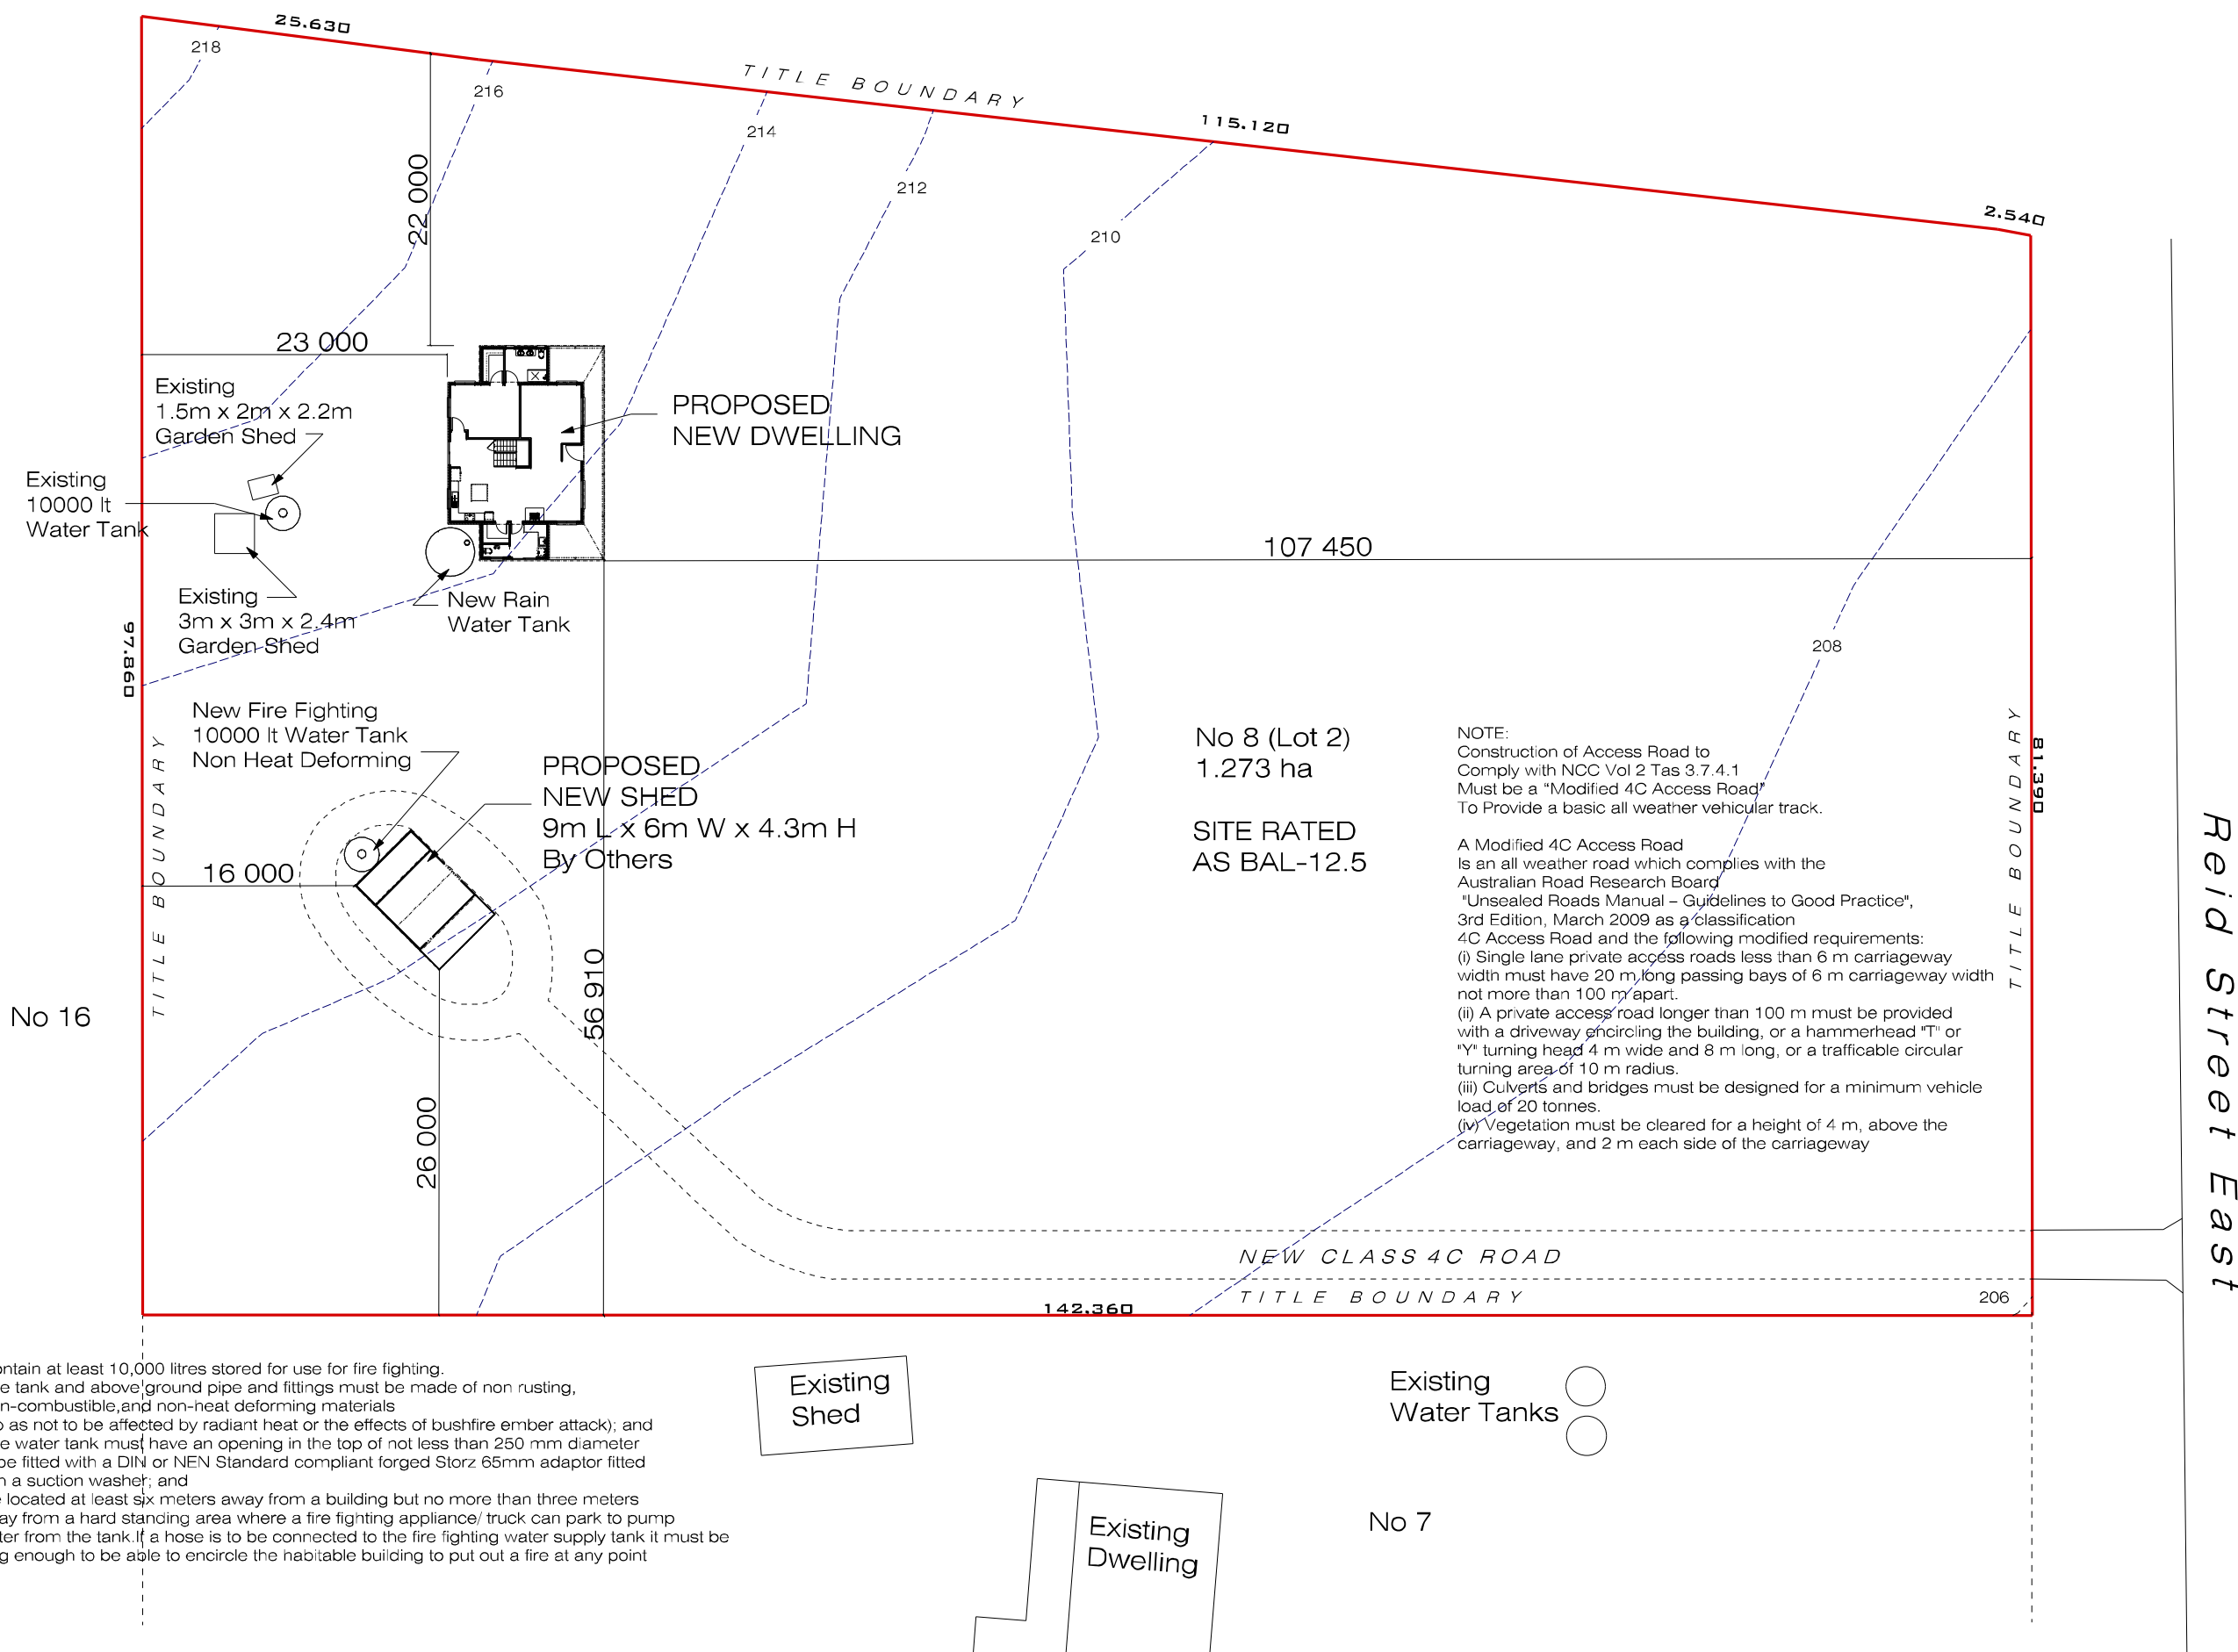 25.63▯
218
216
TITLE BOUNDARY
214
115.12▯
212
2.54▯
210
22 000
23 000
Existing
1.5m x 2m x 2.2m
Garden Shed
PROPOSED
NEW DWELLING
Existing
10000 lt
Water Tank
107 450
Existing
3m x 3m x 2.4m
Garden Shed
New Rain
Water Tank
97.86▯
208
New Fire Fighting
10000 lt Water Tank
Non Heat Deforming
TITLE BOUNDARY
PROPOSED
NEW SHED
9m L x 6m W x 4.3m H
By Others
16 000
No 8 (Lot 2)
1.273 ha
SITE RATED
AS BAL-12.5
NOTE:
Construction of Access Road to
Comply with NCC Vol 2 Tas 3.7.4.1
Must be a "Modified 4C Access Road"
To Provide a basic all weather vehicular track.
A Modified 4C Access Road
Is an all weather road which complies with the
Australian Road Research Board
"Unsealed Roads Manual – Guidelines to Good Practice",
3rd Edition, March 2009 as a classification
4C Access Road and the following modified requirements:
(i) Single lane private access roads less than 6 m carriageway
width must have 20 m long passing bays of 6 m carriageway width
not more than 100 m apart.
(ii) A private access road longer than 100 m must be provided
with a driveway encircling the building, or a hammerhead "T" or
"Y" turning head 4 m wide and 8 m long, or a trafficable circular
turning area of 10 m radius.
(iii) Culverts and bridges must be designed for a minimum vehicle
load of 20 tonnes.
(iv) Vegetation must be cleared for a height of 4 m, above the
carriageway, and 2 m each side of the carriageway
TITLE BOUNDARY
81.39▯
Reid Street East
No 16
56 910
26 000
NEW CLASS 4C ROAD
TITLE BOUNDARY
142.36▯
206
ontain at least 10,000 litres stored for use for fire fighting.
e tank and above ground pipe and fittings must be made of non rusting,
n-combustible,and non-heat deforming materials
o as not to be affected by radiant heat or the effects of bushfire ember attack); and
e water tank must have an opening in the top of not less than 250 mm diameter
be fitted with a DIN or NEN Standard compliant forged Storz 65mm adaptor fitted
h a suction washer; and
e located at least six meters away from a building but no more than three meters
ay from a hard standing area where a fire fighting appliance/ truck can park to pump
ter from the tank.If a hose is to be connected to the fire fighting water supply tank it must be
g enough to be able to encircle the habitable building to put out a fire at any point
Existing
Shed
Existing
Water Tanks
Existing
Dwelling
No 7